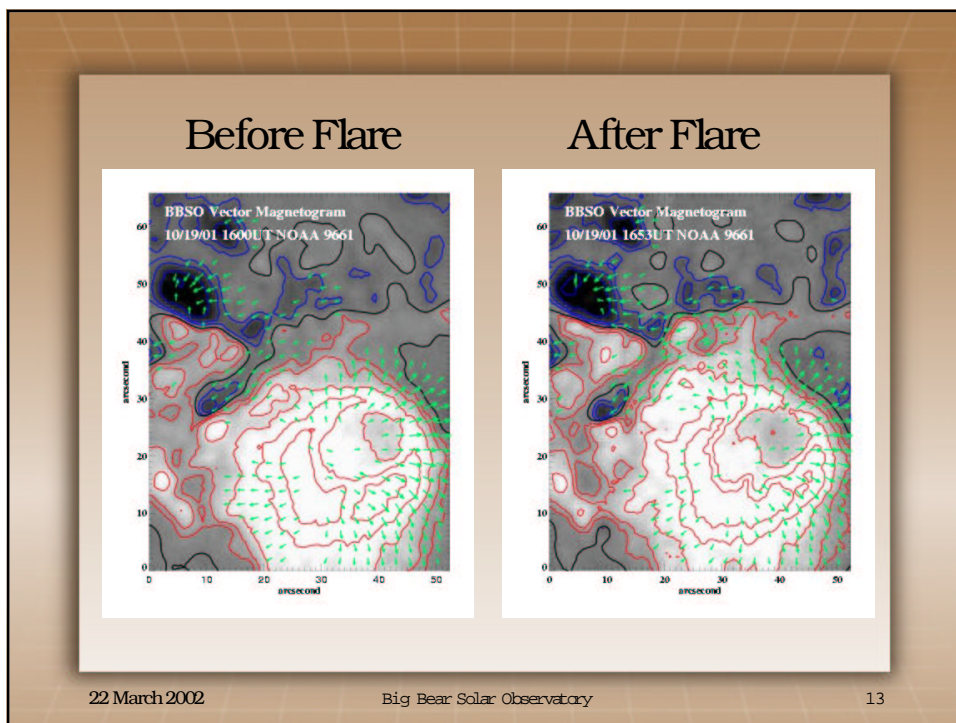 Before Flare
After Flare
BBSO Vector Magnetogram
10/19/01 1600UT NOAA 9661
60
50
40
30
20
10
0
arcsecond
0 10 20 30 40 50
arcsecond
BBSO Vector Magnetogram
10/19/01 1653UT NOAA 9661
60
50
40
30
20
10
0
arcsecond
0 10 20 30 40 50
arcsecond
22 March 2002
Big Bear Solar Observatory
13